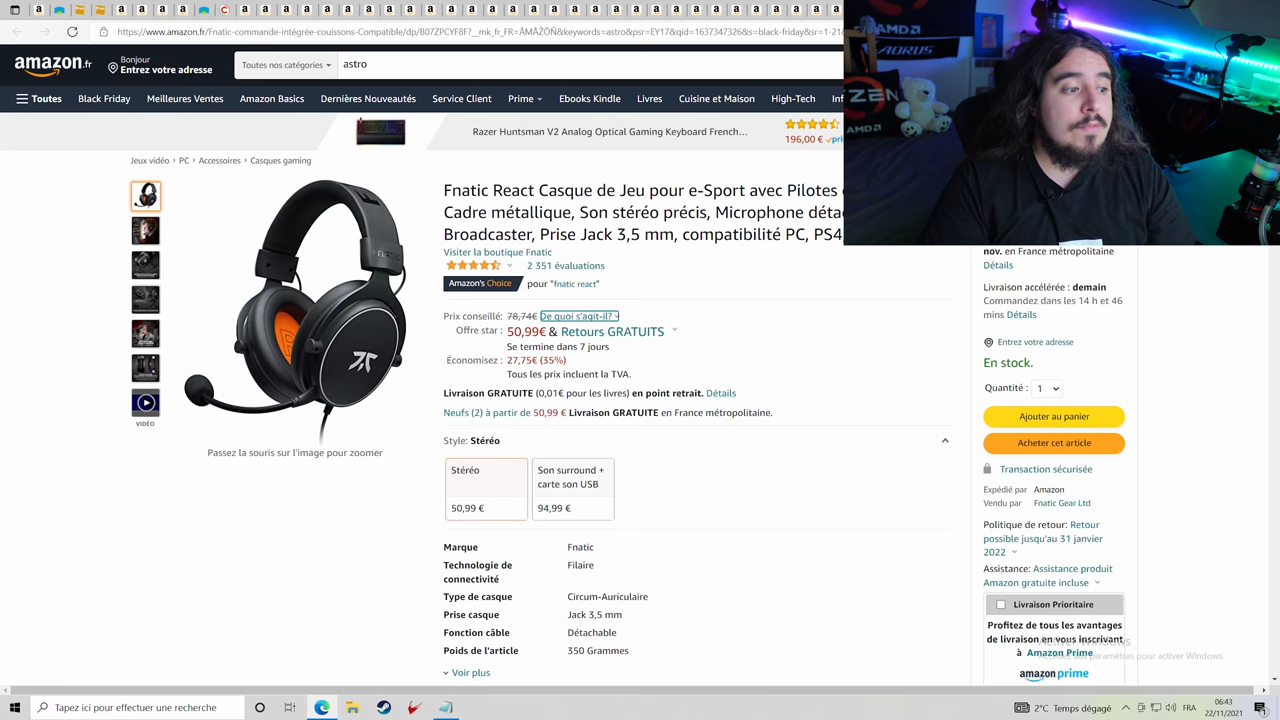 https://www.amazon.fr/Fnatic-commande-intégrée-couissons-Compatible/dp/B07ZPCYF8F?__mk_fr_FR=ÅMÅŽÕÑ&keywords=astro&psr=EY17&qid=1637347326&s=black-friday&sr=1-21
amazon.fr
Bonjour
Entrez votre adresse
Toutes nos catégories
astro
Toutes
Black Friday
Meilleures Ventes
Amazon Basics
Dernières Nouveautés
Service Client
Prime
Ebooks Kindle
Livres
Cuisine et Maison
High-Tech
Razer Huntsman V2 Analog Optical Gaming Keyboard French...
196,00 €
Jeux vidéo › PC › Accessoires › Casques gaming
Fnatic React Casque de Jeu pour e-Sport avec Pilotes
Cadre métallique, Son stéréo précis, Microphone
Broadcaster, Prise Jack 3,5 mm, compatibilité PC, PS4
Visiter la boutique Fnatic
2 351 évaluations
Amazon's Choice pour "fnatic react"
Prix conseillé: 78,74€ De quoi s'agit-il?
Offre star : 50,99€ & Retours GRATUITS
Se termine dans 7 jours
Économisez : 27,75€ (35%)
Tous les prix incluent la TVA.
Livraison GRATUITE (0,01€ pour les livres) en point retrait. Détails
Neufs (2) à partir de 50,99 € Livraison GRATUITE en France métropolitaine.
Style: Stéréo
Stéréo
50,99 €
Son surround +
carte son USB
94,99 €
Marque Fnatic
Technologie de
connectivité
Filaire
Type de casque Circum-Auriculaire
Prise casque Jack 3,5 mm
Fonction câble Détachable
Poids de l'article 350 Grammes
Voir plus
VIDÉO
Passez la souris sur l'image pour zoomer
AMD
AORUS
AMD
nov. en France métropolitaine
Détails
Livraison accélérée : demain
Commandez dans les 14 h et 46
mins Détails
Entrez votre adresse
En stock.
Quantité : 1
Ajouter au panier
Acheter cet article
Transaction sécurisée
Expédié par Amazon
Vendu par Fnatic Gear Ltd
Politique de retour: Retour
possible jusqu'au 31 janvier
2022
Assistance: Assistance produit
Amazon gratuite incluse
Livraison Prioritaire
Profitez de tous les avantages
de livraison en vous inscrivant
à Amazon Prime
amazon prime
Activer Windows
Accédez aux paramètres pour activer Windows.
Tapez ici pour effectuer une recherche
2°C Temps dégagé
FRA
06:43
22/11/2021